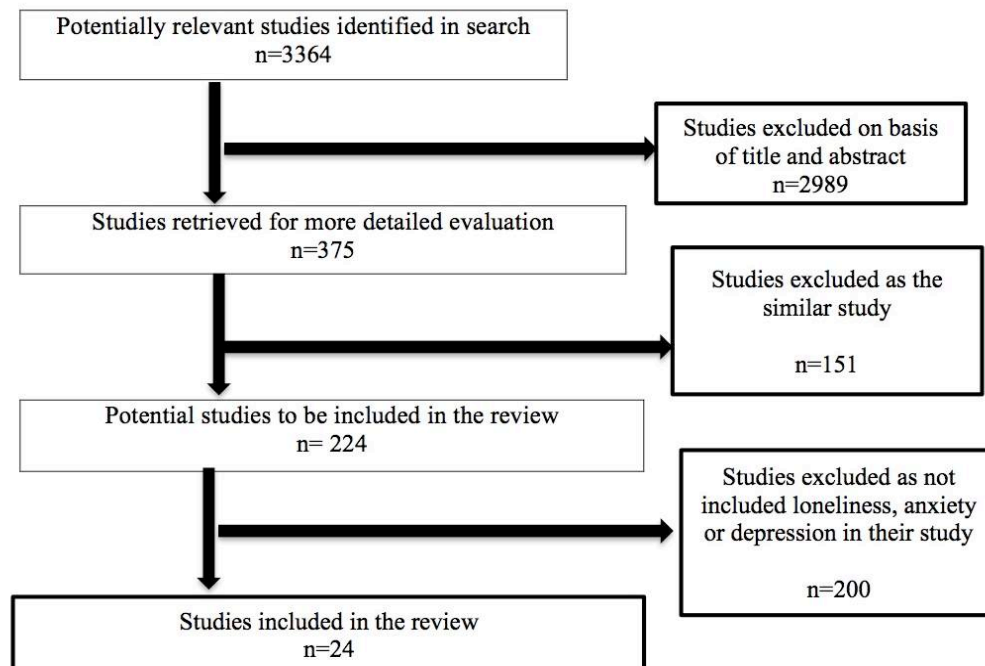 Potentially relevant studies identified in search
n=3364
Studies excluded on basis
of title and abstract
n=2989
Studies retrieved for more detailed evaluation
n=375
Studies excluded as the
similar study
n=151
Potential studies to be included in the review
n= 224
Studies excluded as not
included loneliness, anxiety
or depression in their study
n=200
Studies included in the review
n=24